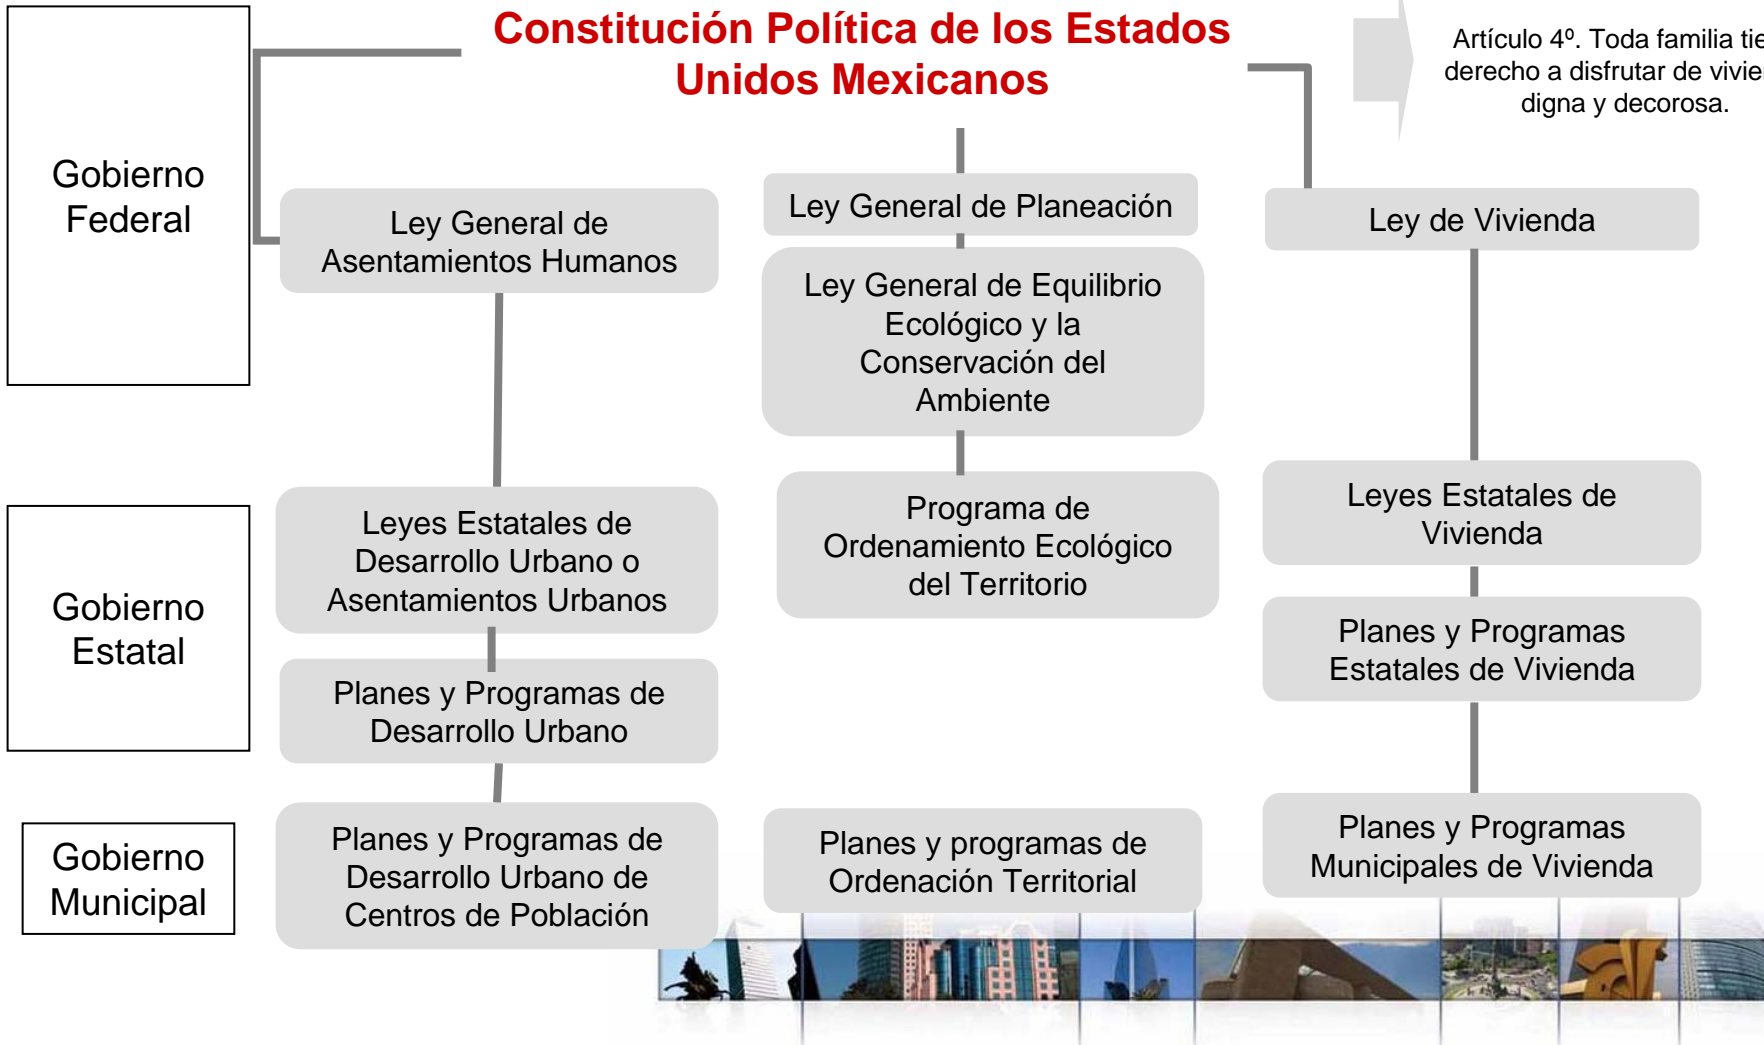 Constitución Política de los Estados
Unidos Mexicanos
Artículo 4º. Toda familia
derecho a disfrutar de
digna y decorosa.
Gobierno
Federal
Ley General de
Asentamientos Humanos
Ley General de Planeación
Ley General de Equilibrio
Ecológico y la
Conservación del
Ambiente
Ley de Vivienda
Gobierno
Estatal
Leyes Estatales de
Desarrollo Urbano o
Asentamientos Urbanos
Planes y Programas de
Desarrollo Urbano
Programa de
Ordenamiento Ecológico
del Territorio
Leyes Estatales de
Vivienda
Planes y Programas
Estatales de Vivienda
Gobierno
Municipal
Planes y Programas de
Desarrollo Urbano de
Centros de Población
Planes y programas de
Ordenación Territorial
Planes y Programas
Municipales de Vivienda